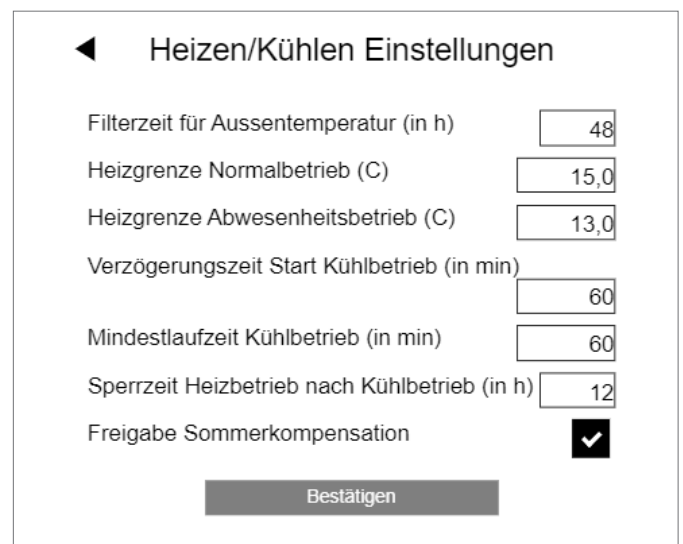 Heizen/Kühlen Einstellungen
Filterzeit für Aussentemperatur (in h) 48
Heizgrenze Normalbetrieb (C) 15,0
Heizgrenze Abwesenheitsbetrieb (C) 13,0
Verzögerungszeit Start Kühlbetrieb (in min)
60
Mindestlaufzeit Kühlbetrieb (in min) 60
Sperrzeit Heizbetrieb nach Kühlbetrieb (in h) 12
Freigabe Sommerkompensation
Bestätigen